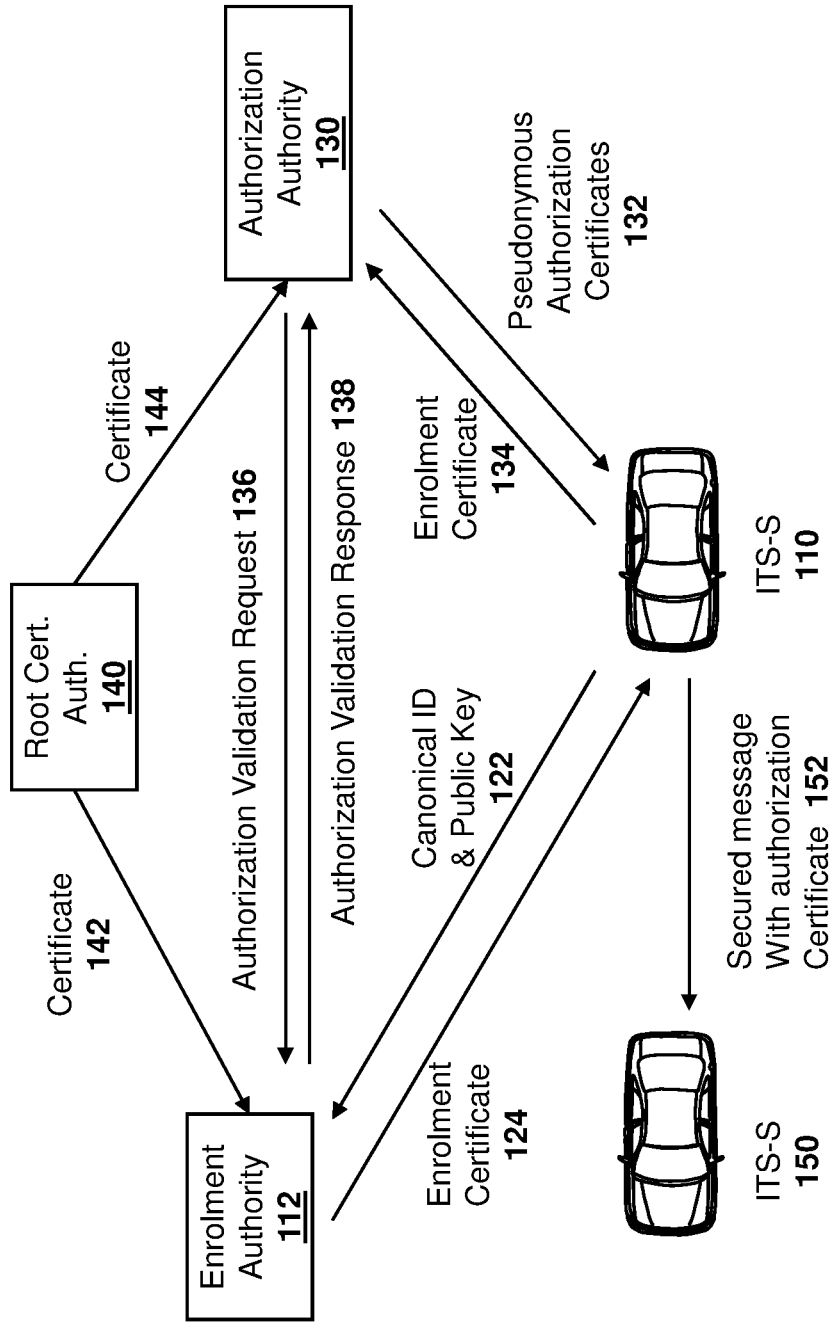 Root Cert.
Auth.
140
Certificate
142
Certificate
144
Enrolment
Authority
112
Authorization
Authority
130
Authorization Validation Request 136
Authorization Validation Response 138
Canonical ID
& Public Key
122
Enrolment
Certificate
124
Enrolment
Certificate
134
Pseudonymous
Authorization
Certificates
132
ITS-S
150
Secured message
With authorization
Certificate 152
ITS-S
110